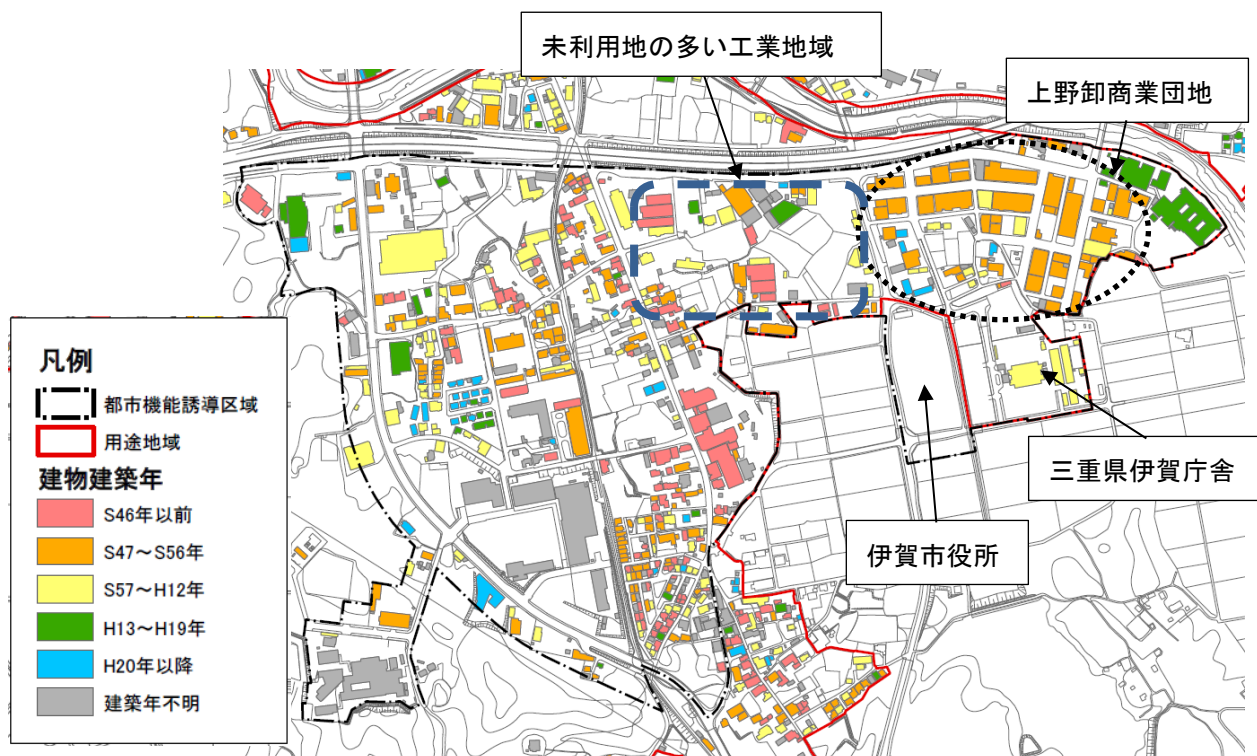 未利用地の多い工業地域
上野卸商業団地
凡例
都市機能誘導区域
用途地域
建物建築年
S46年以前
S47～S56年
S57～H12年
H13～H19年
H20年以降
建築年不明
三重県伊賀庁舎
伊賀市役所